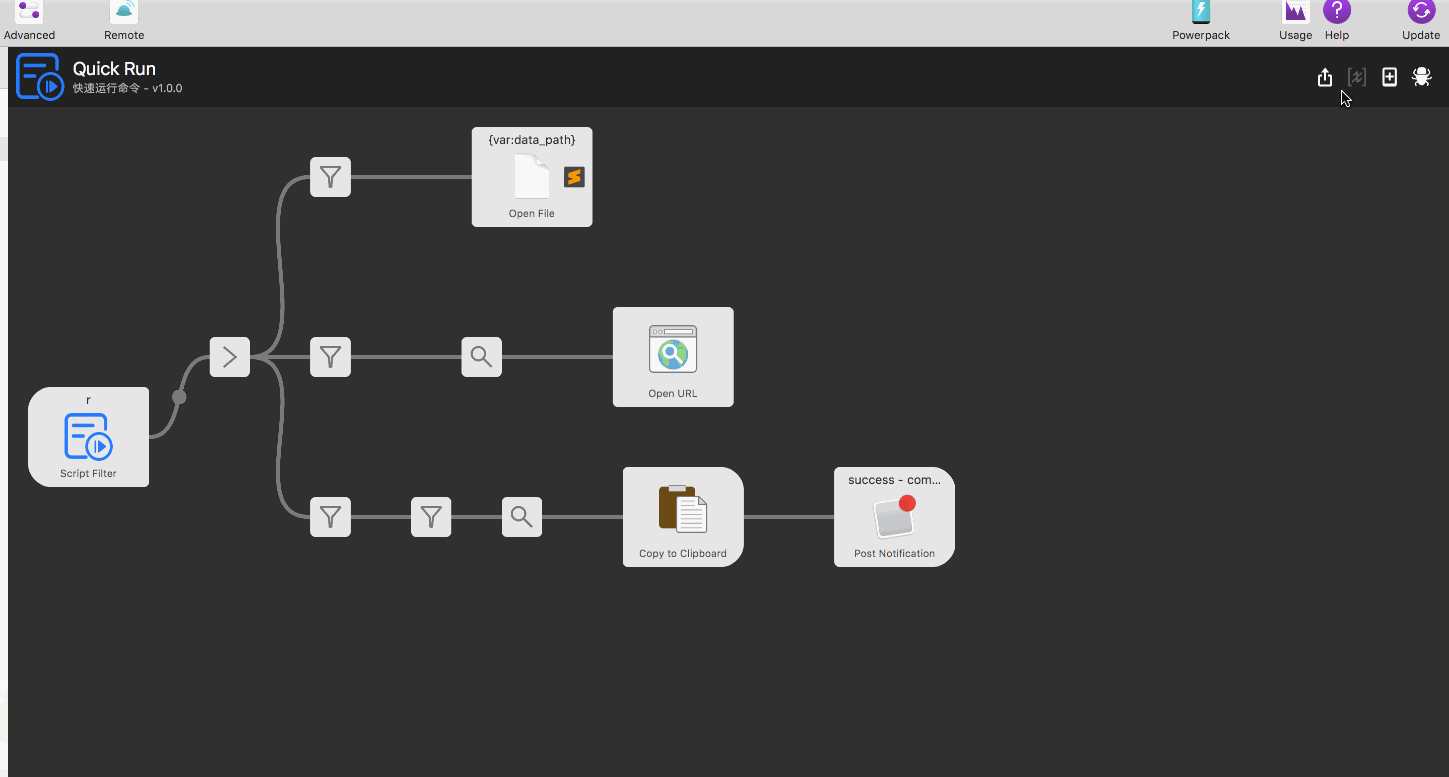 Advanced
Remote
Powerpack
Usage
Help
Update
Quick Run
快速运行命令 - v1.0.0
{var:data_path}
Open File
Open URL
r
Script Filter
Copy to Clipboard
success - com...
Post Notification